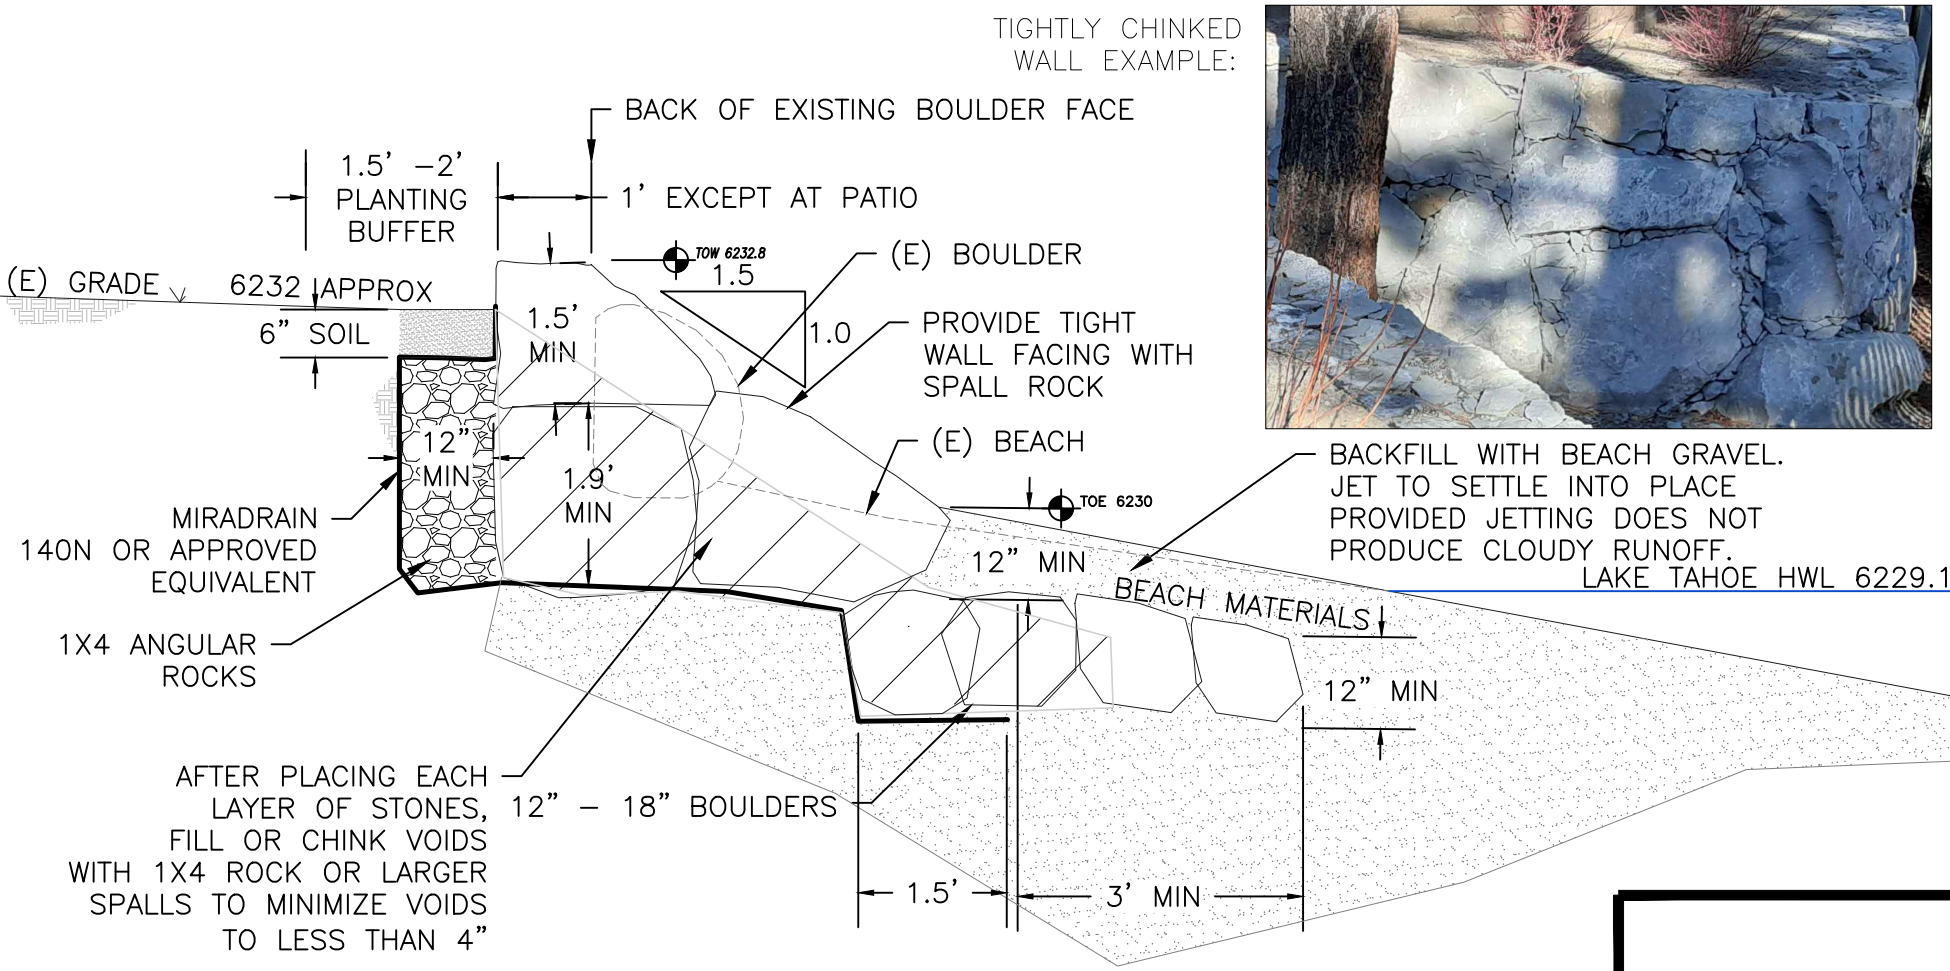 TIGHTLY CHINKED
WALL EXAMPLE:
BACK OF EXISTING BOULDER FACE
1.5' -2'
PLANTING
BUFFER
1' EXCEPT AT PATIO
TOW 6232.8
1.5
1.0
(E) BOULDER
(E) GRADE
6232 APPROX
6" SOIL
1.5'
MIN
PROVIDE TIGHT
WALL FACING WITH
SPALL ROCK
(E) BEACH
12"
MIN
1.9'
MIN
TOE 6230
BACKFILL WITH BEACH GRAVEL.
JET TO SETTLE INTO PLACE
PROVIDED JETTING DOES NOT
PRODUCE CLOUDY RUNOFF.
LAKE TAHOE HWL 6229.1
MIRADRAIN
140N OR APPROVED
EQUIVALENT
12" MIN
BEACH MATERIALS
1X4 ANGULAR
ROCKS
12" MIN
AFTER PLACING EACH
LAYER OF STONES,
FILL OR CHINK VOIDS
WITH 1X4 ROCK OR LARGER
SPALLS TO MINIMIZE VOIDS
TO LESS THAN 4"
12" - 18" BOULDERS
1.5'
3' MIN